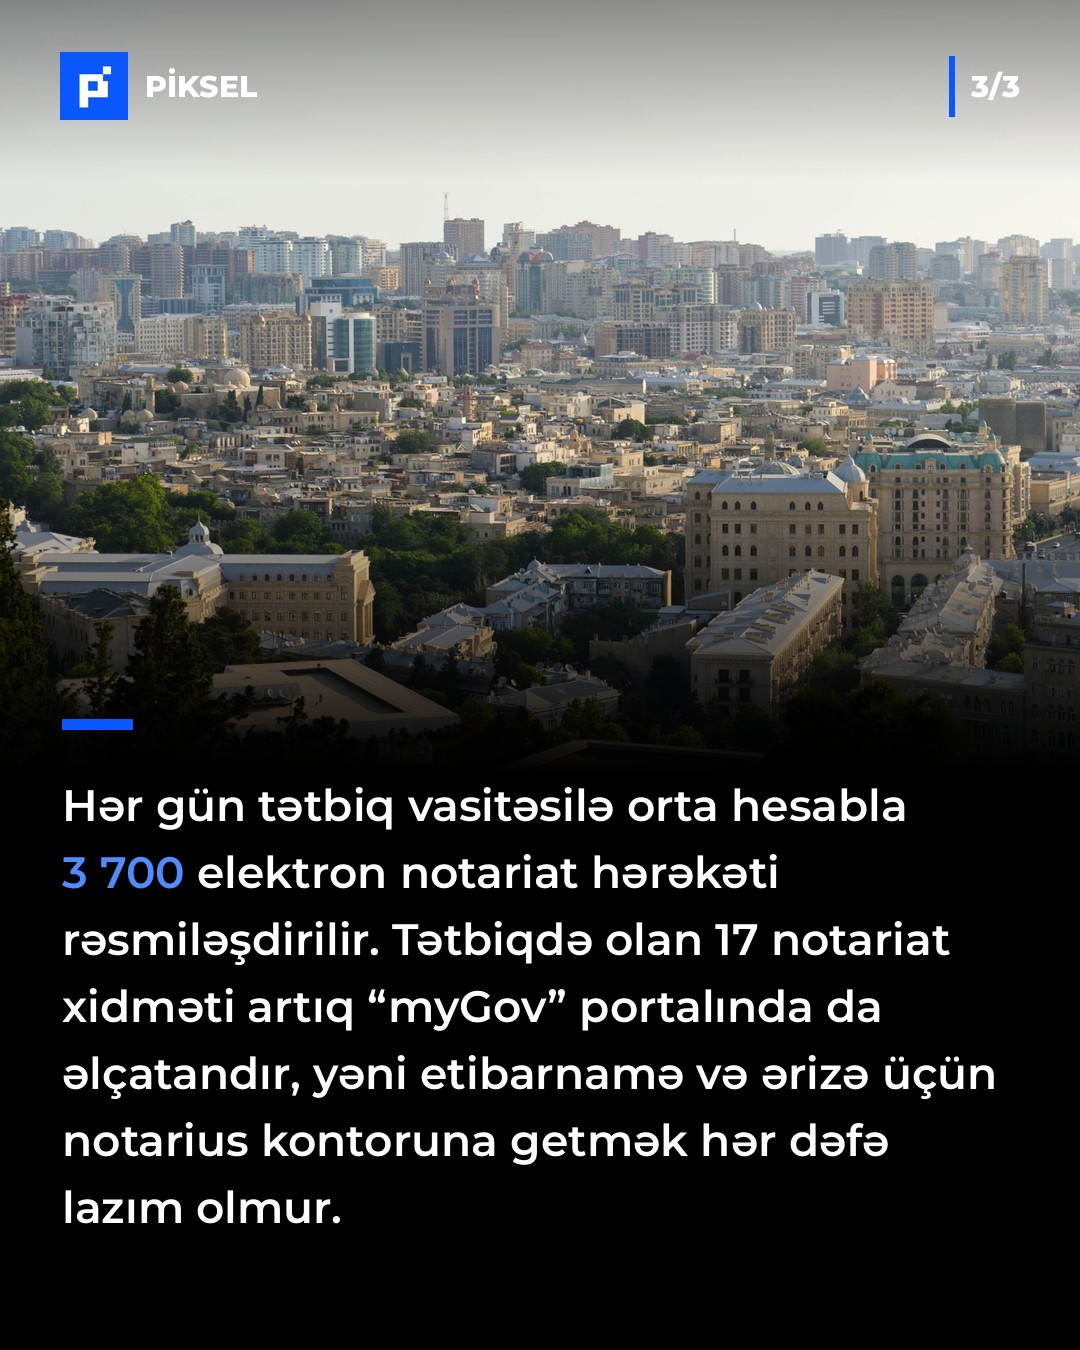 PİKSEL
3/3
Hər gün tətbiq vasitəsilə orta hesabla
3 700 elektron notariat hərəkəti
rəsmiləşdirilir. Tətbiqdə olan 17 notariat
xidməti artıq “myGov” portalında da
əlçatandır, yəni etibarnamə və ərizə üçün
notarius kontoruna getmək hər dəfə
lazım olmur.